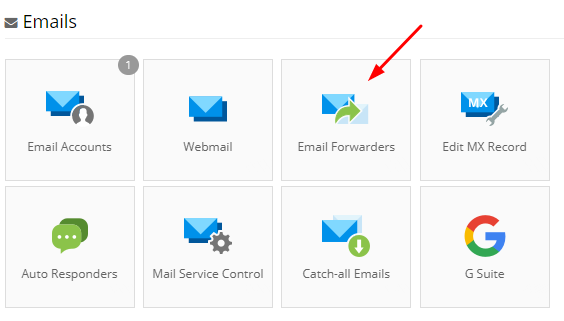 Emails
1
Email Accounts
Webmail
Email Forwarders
MX
Edit MX Record
Auto Responders
Mail Service Control
Catch-all Emails
G
G Suite